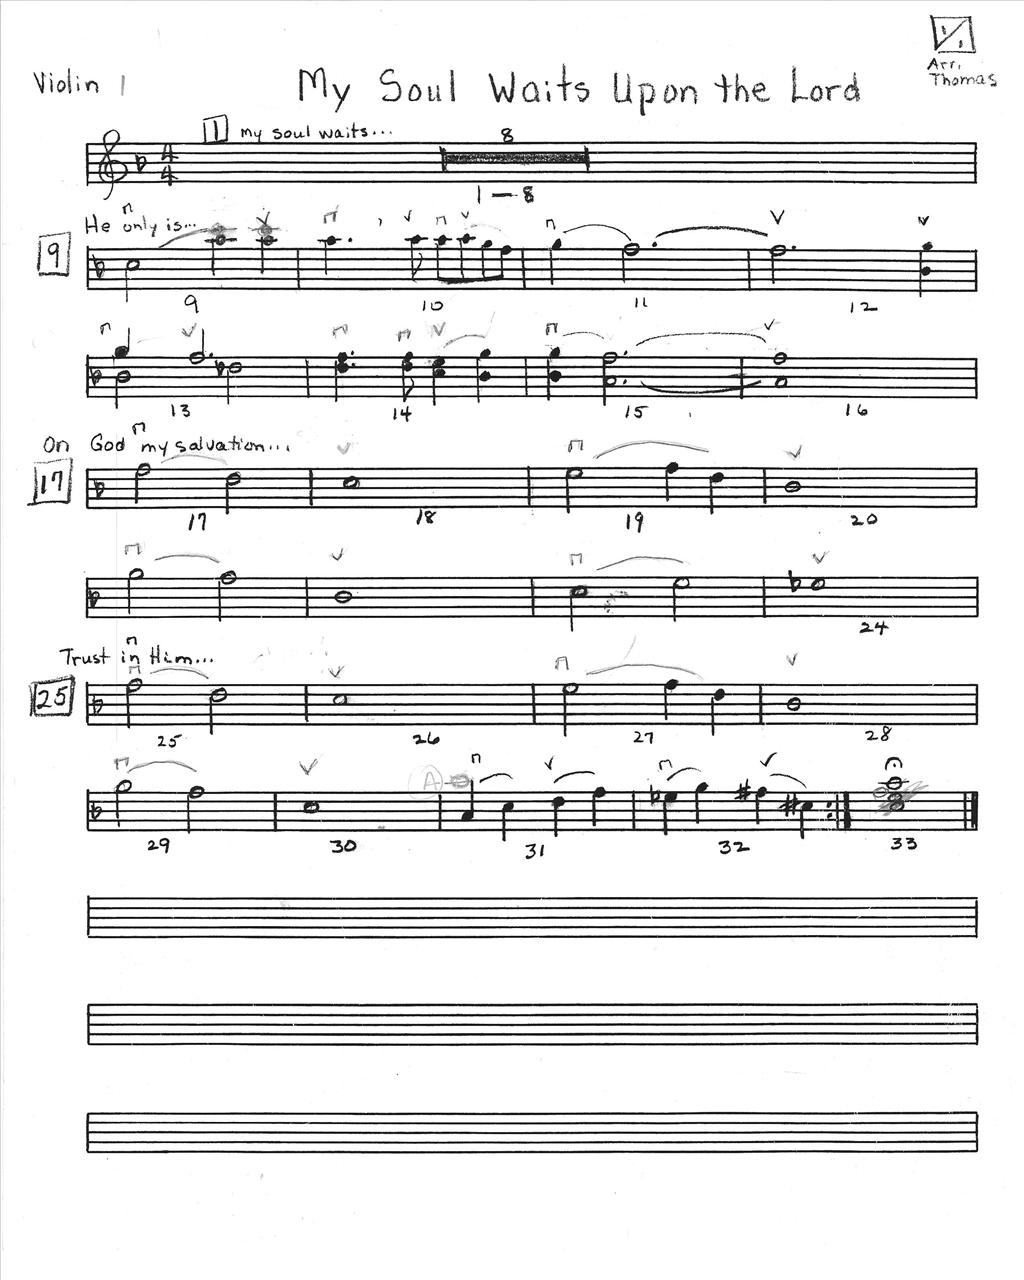 1/1
Violin 1
My Soul Waits Upon the Lord
Arr. Thomas
1 my soul waits...
4
4
8
1 — 8
He only is...
9
9 10 11 12
13 14 15 16
On God my salvation...
17
17 18 19 20
24
Trust in Him...
25
25 26 27 28
A
29 30 31 32 33